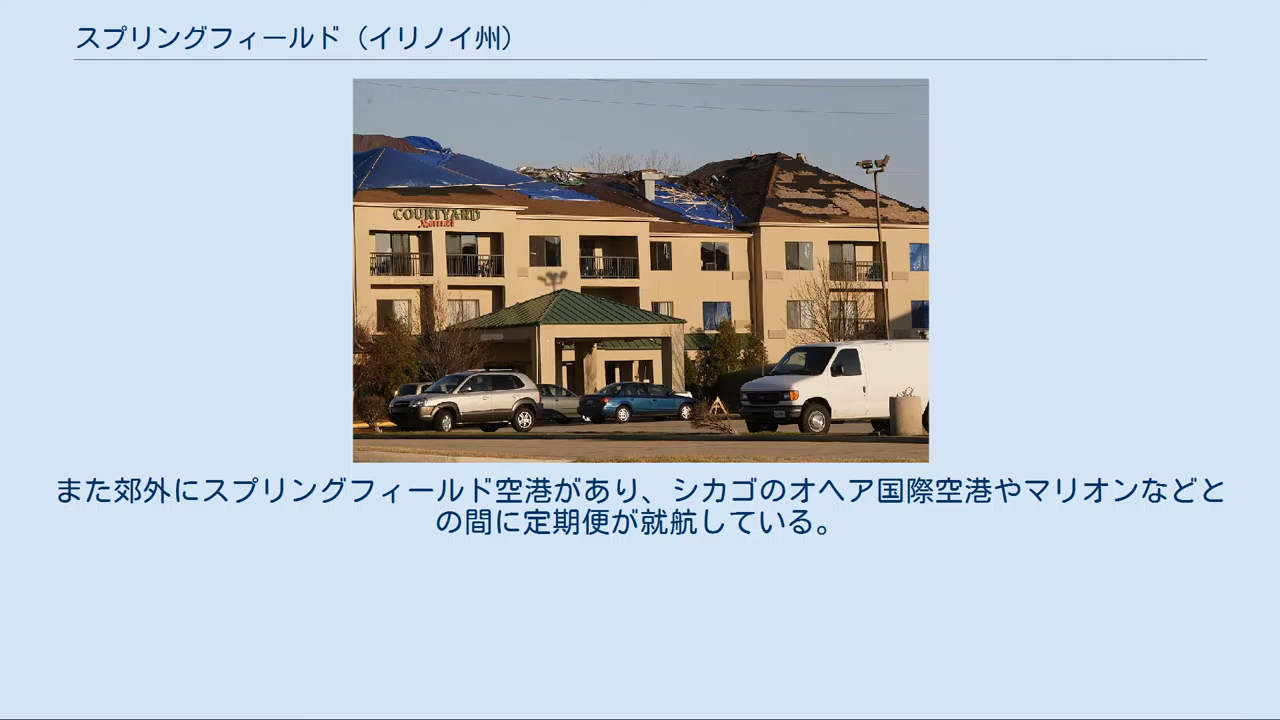 スプリングフィールド（イリノイ州）
COURTYARD
Marriott
また郊外にスプリングフィールド空港があり、シカゴのオヘア国際空港やマリオンなどと
の間に定期便が就航している。